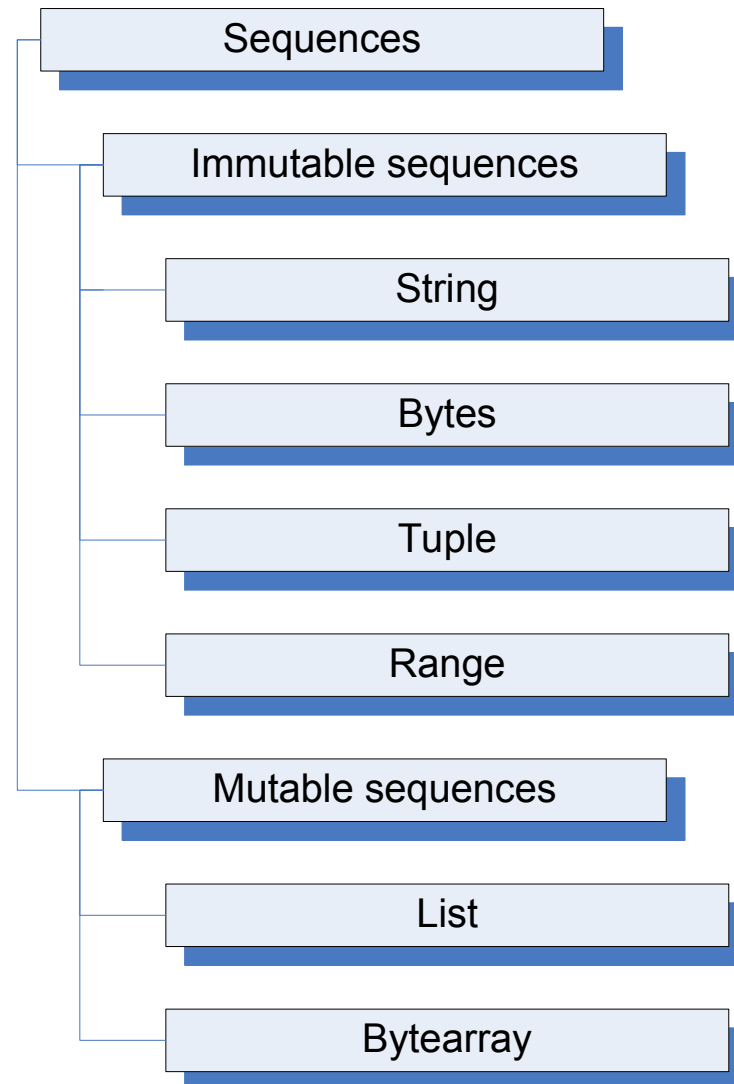 Sequences
Immutable sequences
String
Bytes
Tuple
Range
Mutable sequences
List
Bytearray